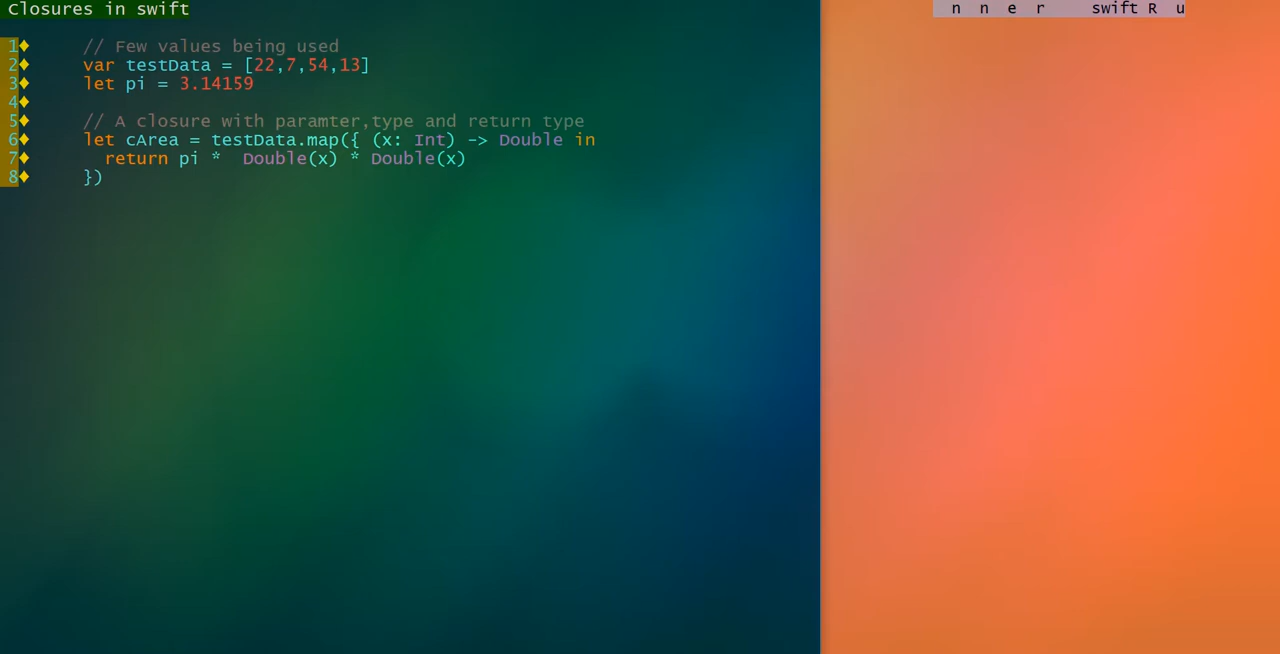 Closures in swift
n n e r swift R u
1♦ // Few values being used
2♦ var testData = [22,7,54,13]
3♦ let pi = 3.14159
4♦
5♦ // A closure with paramter,type and return type
6♦ let cArea = testData.map({ (x: Int) -> Double in
7♦ return pi *  Double(x) * Double(x)
8♦ })